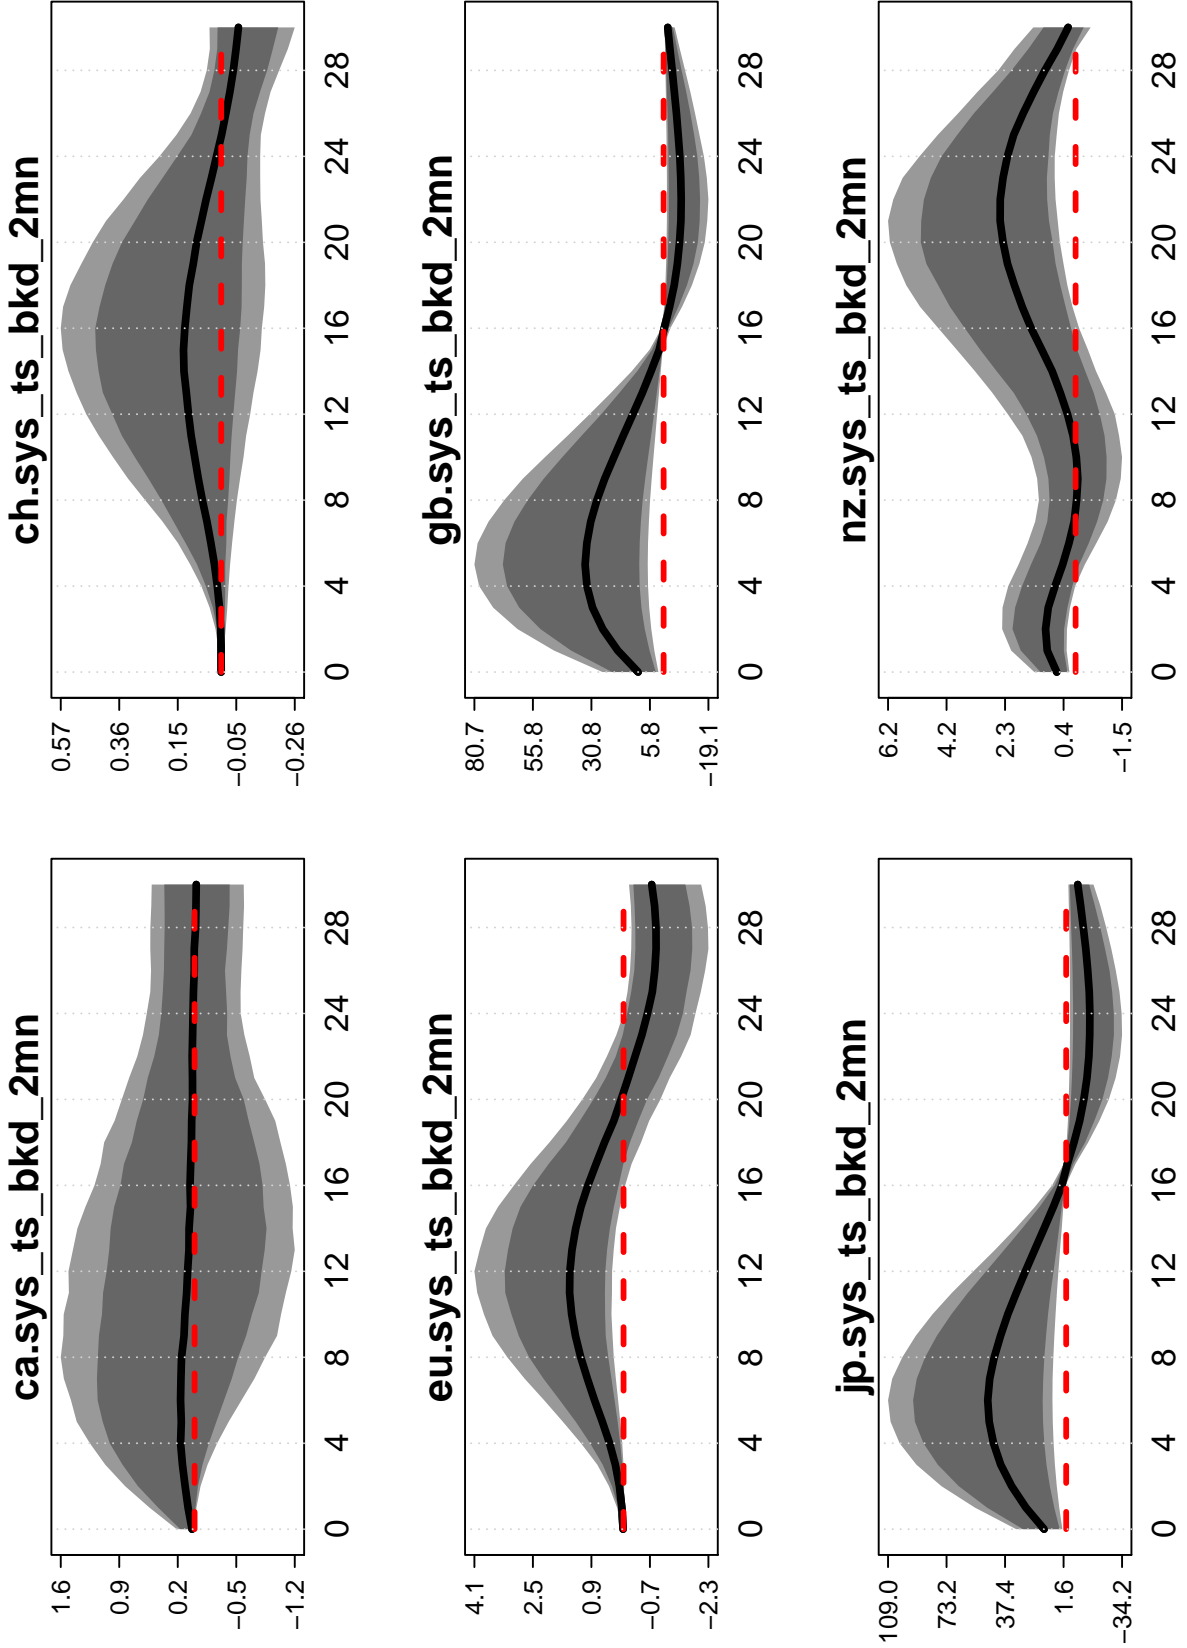 ca.sys_ts_bkd_2mn
1.6
0.9
0.2
−0.5
−1.2
0 4 8 12 16 20 24 28
ch.sys_ts_bkd_2mn
0.57
0.36
0.15
−0.05
−0.26
0 4 8 12 16 20 24 28
eu.sys_ts_bkd_2mn
4.1
2.5
0.9
−0.7
−2.3
0 4 8 12 16 20 24 28
gb.sys_ts_bkd_2mn
80.7
55.8
30.8
5.8
−19.1
0 4 8 12 16 20 24 28
jp.sys_ts_bkd_2mn
109.0
73.2
37.4
1.6
−34.2
0 4 8 12 16 20 24 28
nz.sys_ts_bkd_2mn
6.2
4.2
2.3
0.4
−1.5
0 4 8 12 16 20 24 28